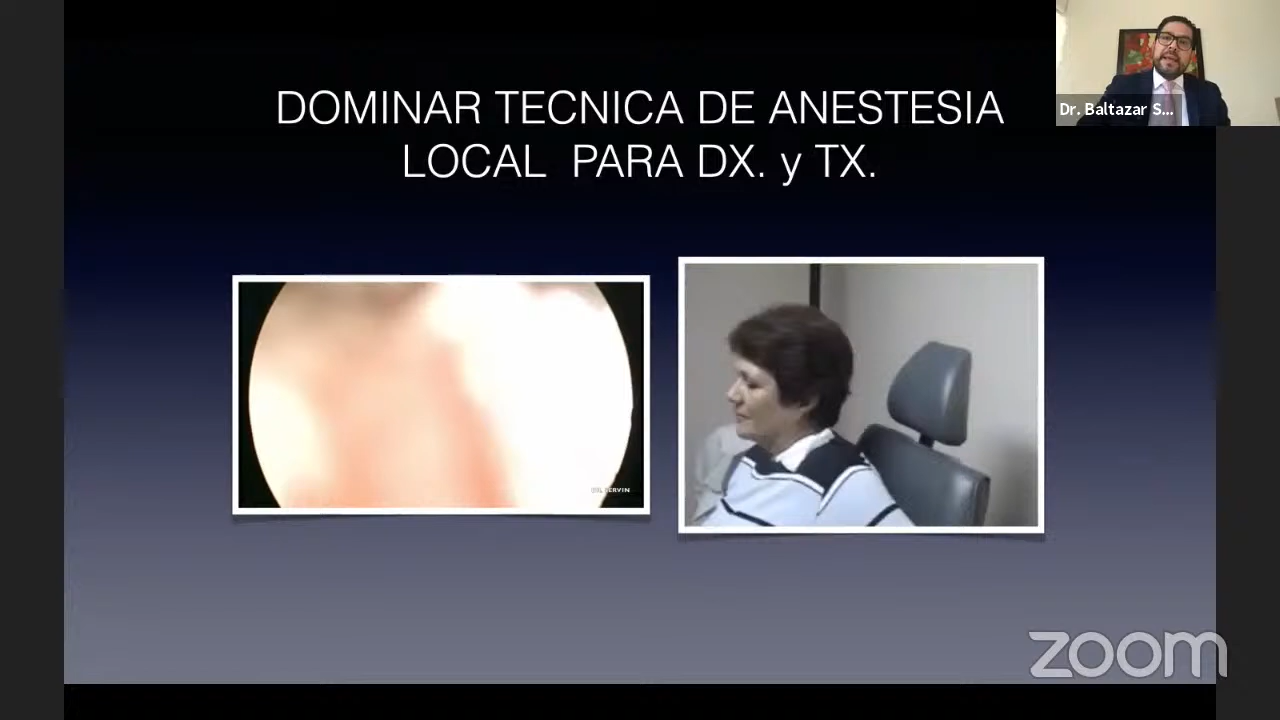 DOMINAR TECNICA DE ANESTESIA
LOCAL PARA DX. y TX.
Dr. Baltazar S...
zoom